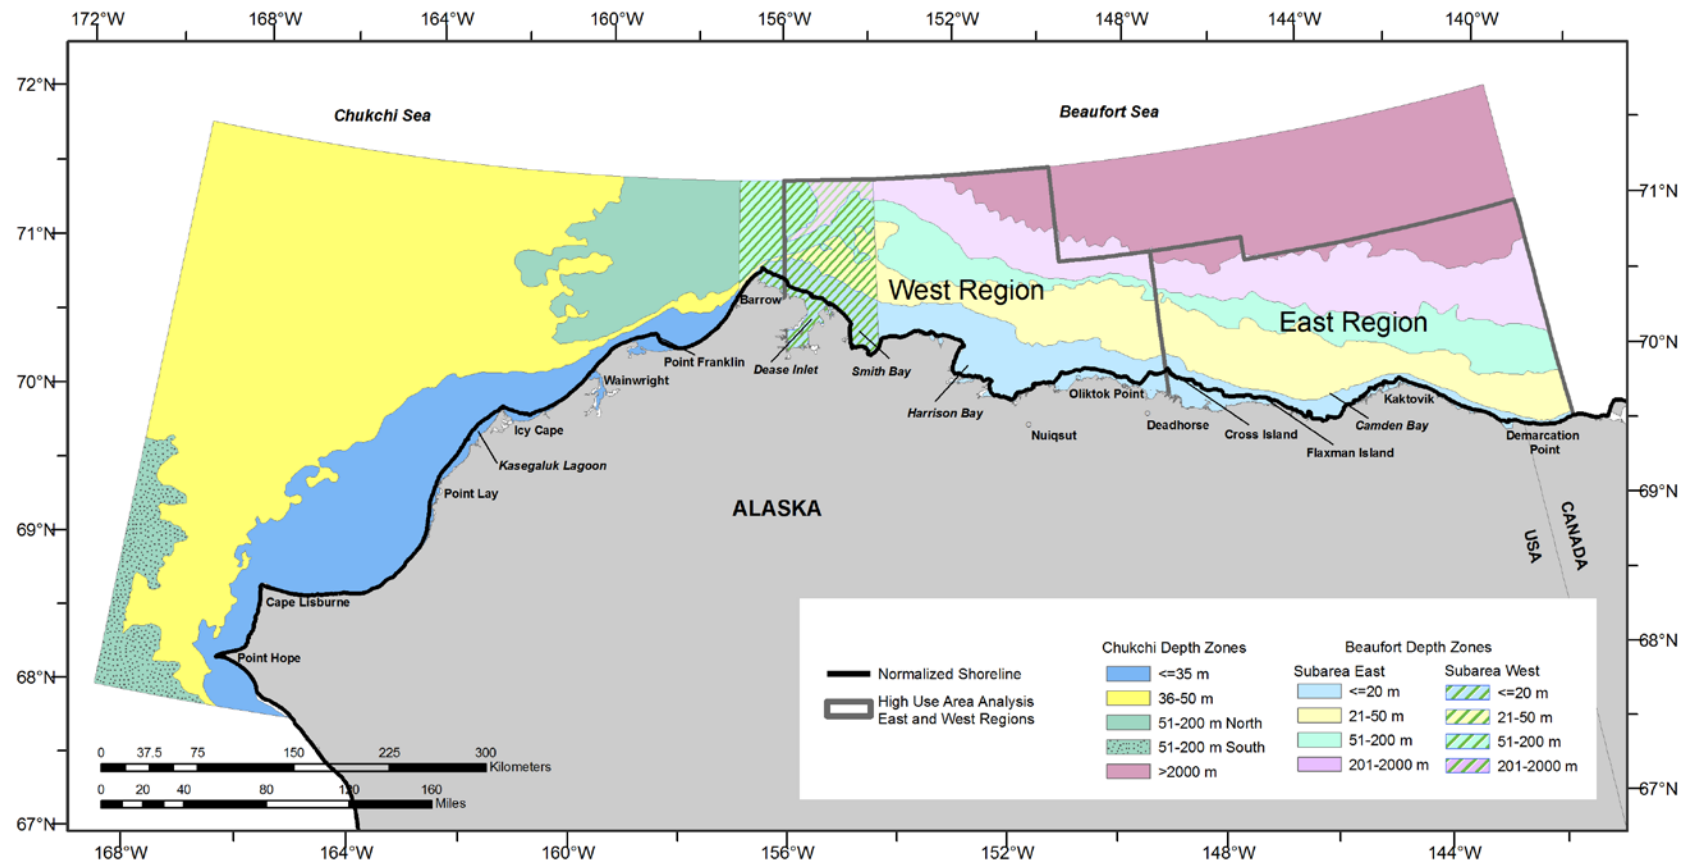 172°W 168°W 164°W 160°W 156°W 152°W 148°W 144°W 140°W
72°N
Chukchi Sea
Beaufort Sea
71°N
71°N
West Region
East Region
Barrow
70°N
Point Franklin
Dease Inlet
Smith Bay
70°N
Wainwright
Harrison Bay
Oliktok Point
Kaktovik
Icy Cape
Nuiqsut
Deadhorse
Cross Island
Camden Bay
Demarcation
Point
Flaxman Island
Kasegaluk Lagoon
Point Lay
69°N
ALASKA
69°N
USA
CANADA
Cape Lisburne
Point Hope
68°N
68°N
Normalized Shoreline
High Use Area Analysis
East and West Regions
Chukchi Depth Zones
<=35 m
36-50 m
51-200 m North
51-200 m South
>2000 m
Beaufort Depth Zones
Subarea East
<=20 m
21-50 m
51-200 m
201-2000 m
Subarea West
<=20 m
21-50 m
51-200 m
201-2000 m
0 37.5 75 150 225 300
Kilometers
0 20 40 80 120 160
Miles
67°N
67°N
168°W 164°W 160°W 156°W 152°W 148°W 144°W